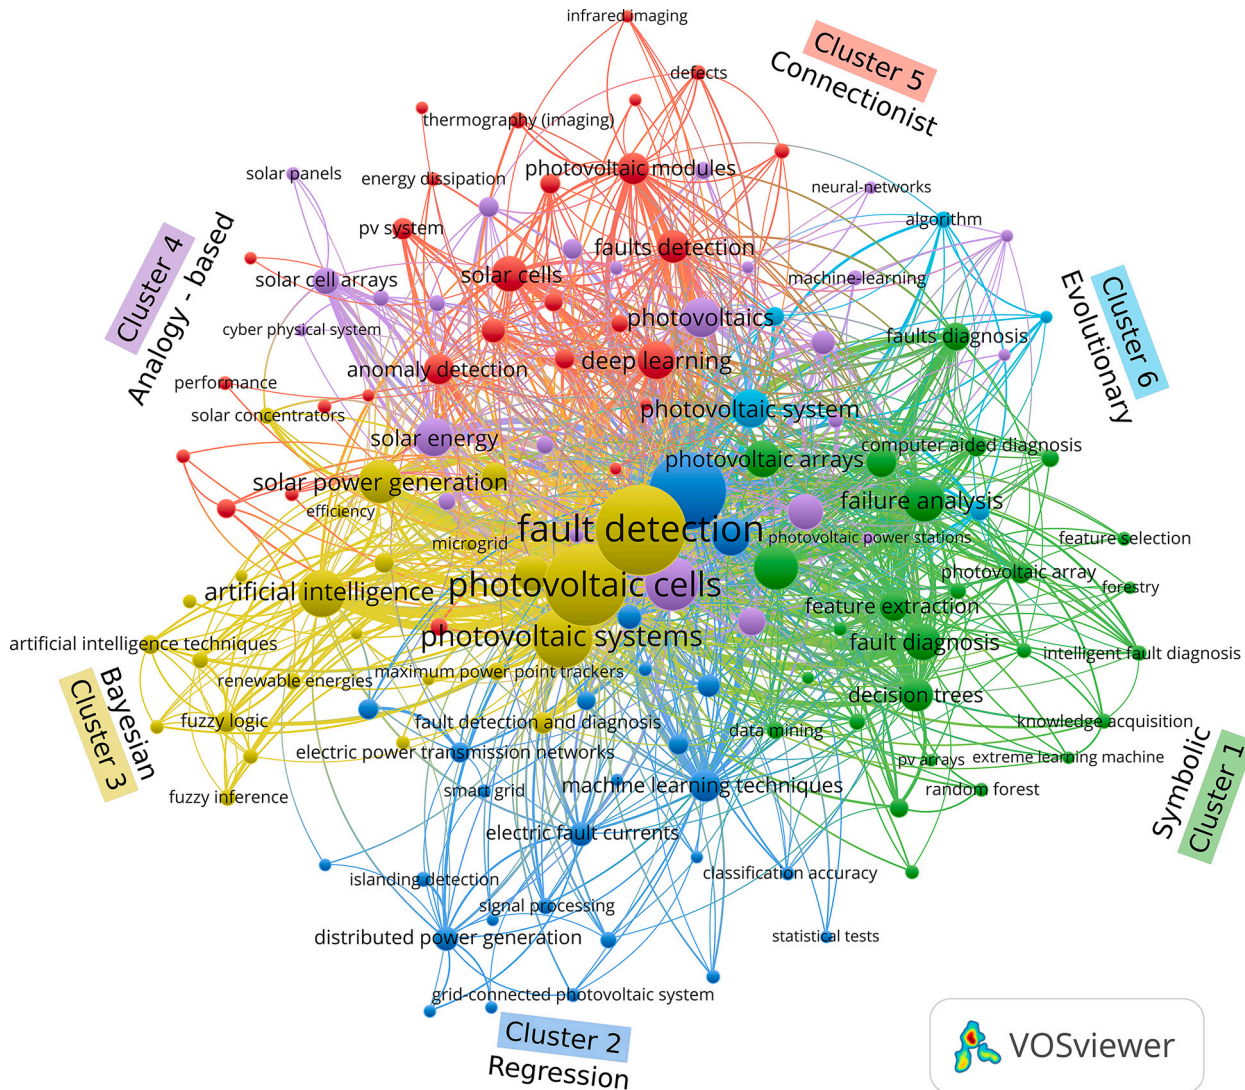 infrared imaging
Cluster 5
Connectionist
defects
thermography (imaging)
photovoltaic modules
solar panels
energy dissipation
neural-networks
algorithm
pv system
faults detection
Cluster 4
Analogy - based
solar cell arrays
solar cells
machine-learning
Cluster 6
Evolutionary
photovoltaics
cyber physical system
faults diagnosis
deep learning
anomaly detection
performance
solar concentrators
photovoltaic system
solar energy
computer aided diagnosis
photovoltaic arrays
solar power generation
failure analysis
efficiency
fault detection
microgrid
photovoltaic power stations
feature selection
photovoltaic array
forestry
photovoltaic cells
artificial intelligence
feature extraction
photovoltaic systems
fault diagnosis
artificial intelligence techniques
intelligent fault diagnosis
maximum power point trackers
renewable energies
decision trees
Bayesian
Cluster 3
fuzzy logic
fault detection and diagnosis
data mining
knowledge acquisition
electric power transmission networks
pv arrays
extreme learning machine
Symbolic
Cluster 1
fuzzy inference
smart grid
machine learning techniques
random forest
electric fault currents
islanding detection
classification accuracy
signal processing
distributed power generation
statistical tests
grid-connected photovoltaic system
Cluster 2
Regression
VOSviewer